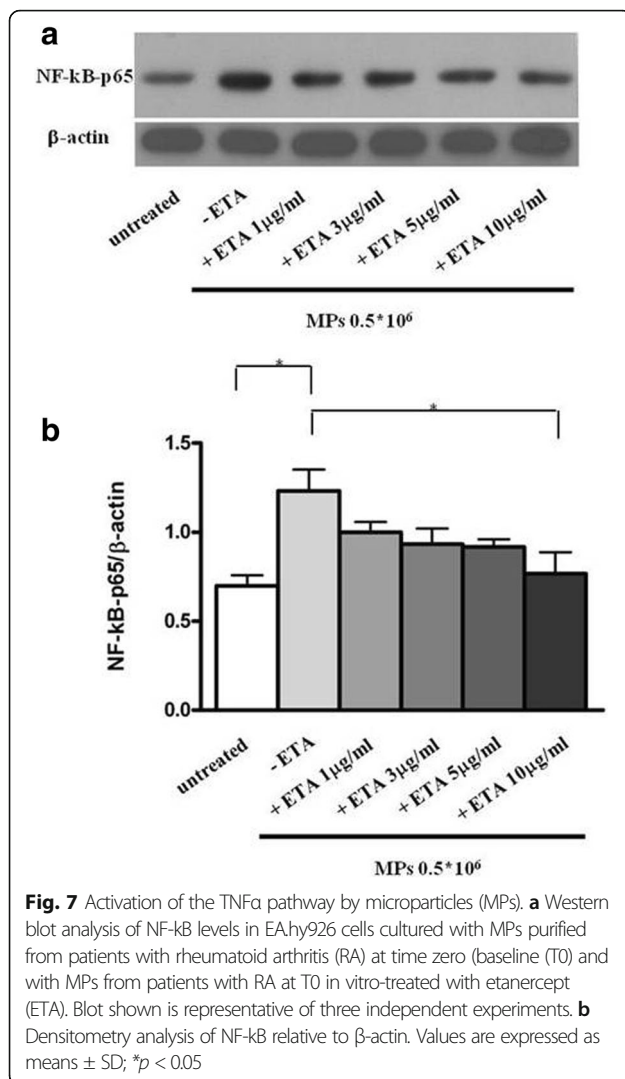 a
NF-kB-p65
β-actin
untreated
- ETA
+ ETA 1µg/ml
+ ETA 3µg/ml
+ ETA 5µg/ml
+ ETA 10µg/ml
MPs 0.5*10⁶
*
*
b
NF-kB-p65/β-actin
1.5
1.0
0.5
0.0
untreated
- ETA
+ ETA 1µg/ml
+ ETA 3µg/ml
+ ETA 5µg/ml
+ ETA 10µg/ml
MPs 0.5*10⁶
Fig. 7 Activation of the TNFα pathway by microparticles (MPs). a Western
blot analysis of NF-kB levels in EA.hy926 cells cultured with MPs purified
from patients with rheumatoid arthritis (RA) at time zero (baseline (T0) and
with MPs from patients with RA at T0 in vitro-treated with etanercept
(ETA). Blot shown is representative of three independent experiments. b
Densitometry analysis of NF-kB relative to β-actin. Values are expressed as
means ± SD; *p < 0.05